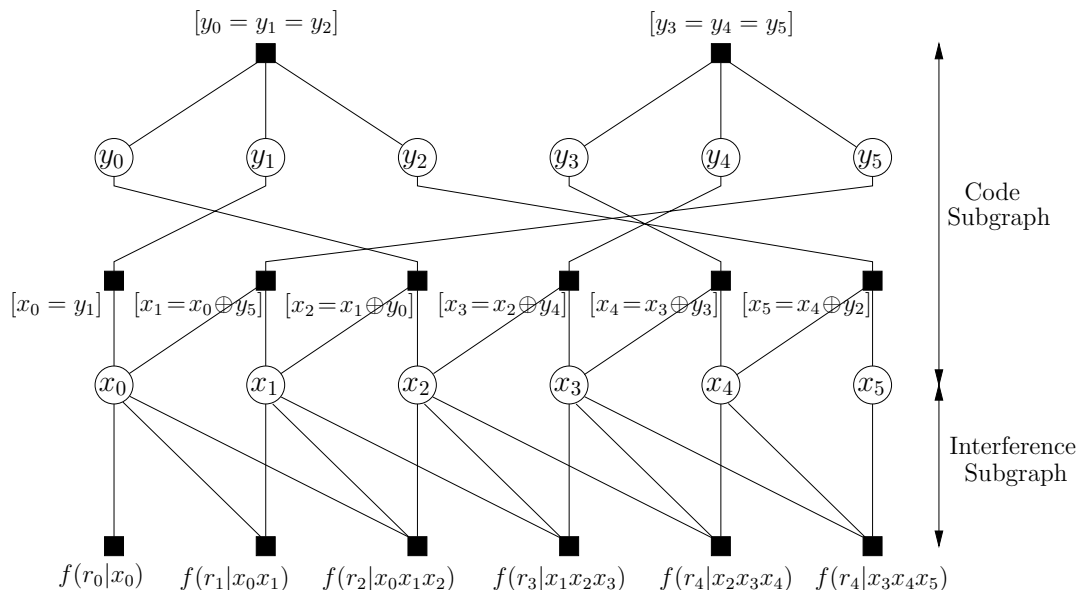 [y₀ = y₁ = y₂] [y₃ = y₄ = y₅]
y₀ y₁ y₂ y₃ y₄ y₅
Code
Subgraph
[x₀ = y₁] [x₁=x₀⊕y₅] [x₂=x₁⊕y₀] [x₃=x₂⊕y₄] [x₄=x₃⊕y₃] [x₅=x₄⊕y₂]
x₀ x₁ x₂ x₃ x₄ x₅
Interference
Subgraph
f(r₀|x₀) f(r₁|x₀x₁) f(r₂|x₀x₁x₂) f(r₃|x₁x₂x₃) f(r₄|x₂x₃x₄) f(r₄|x₃x₄x₅)